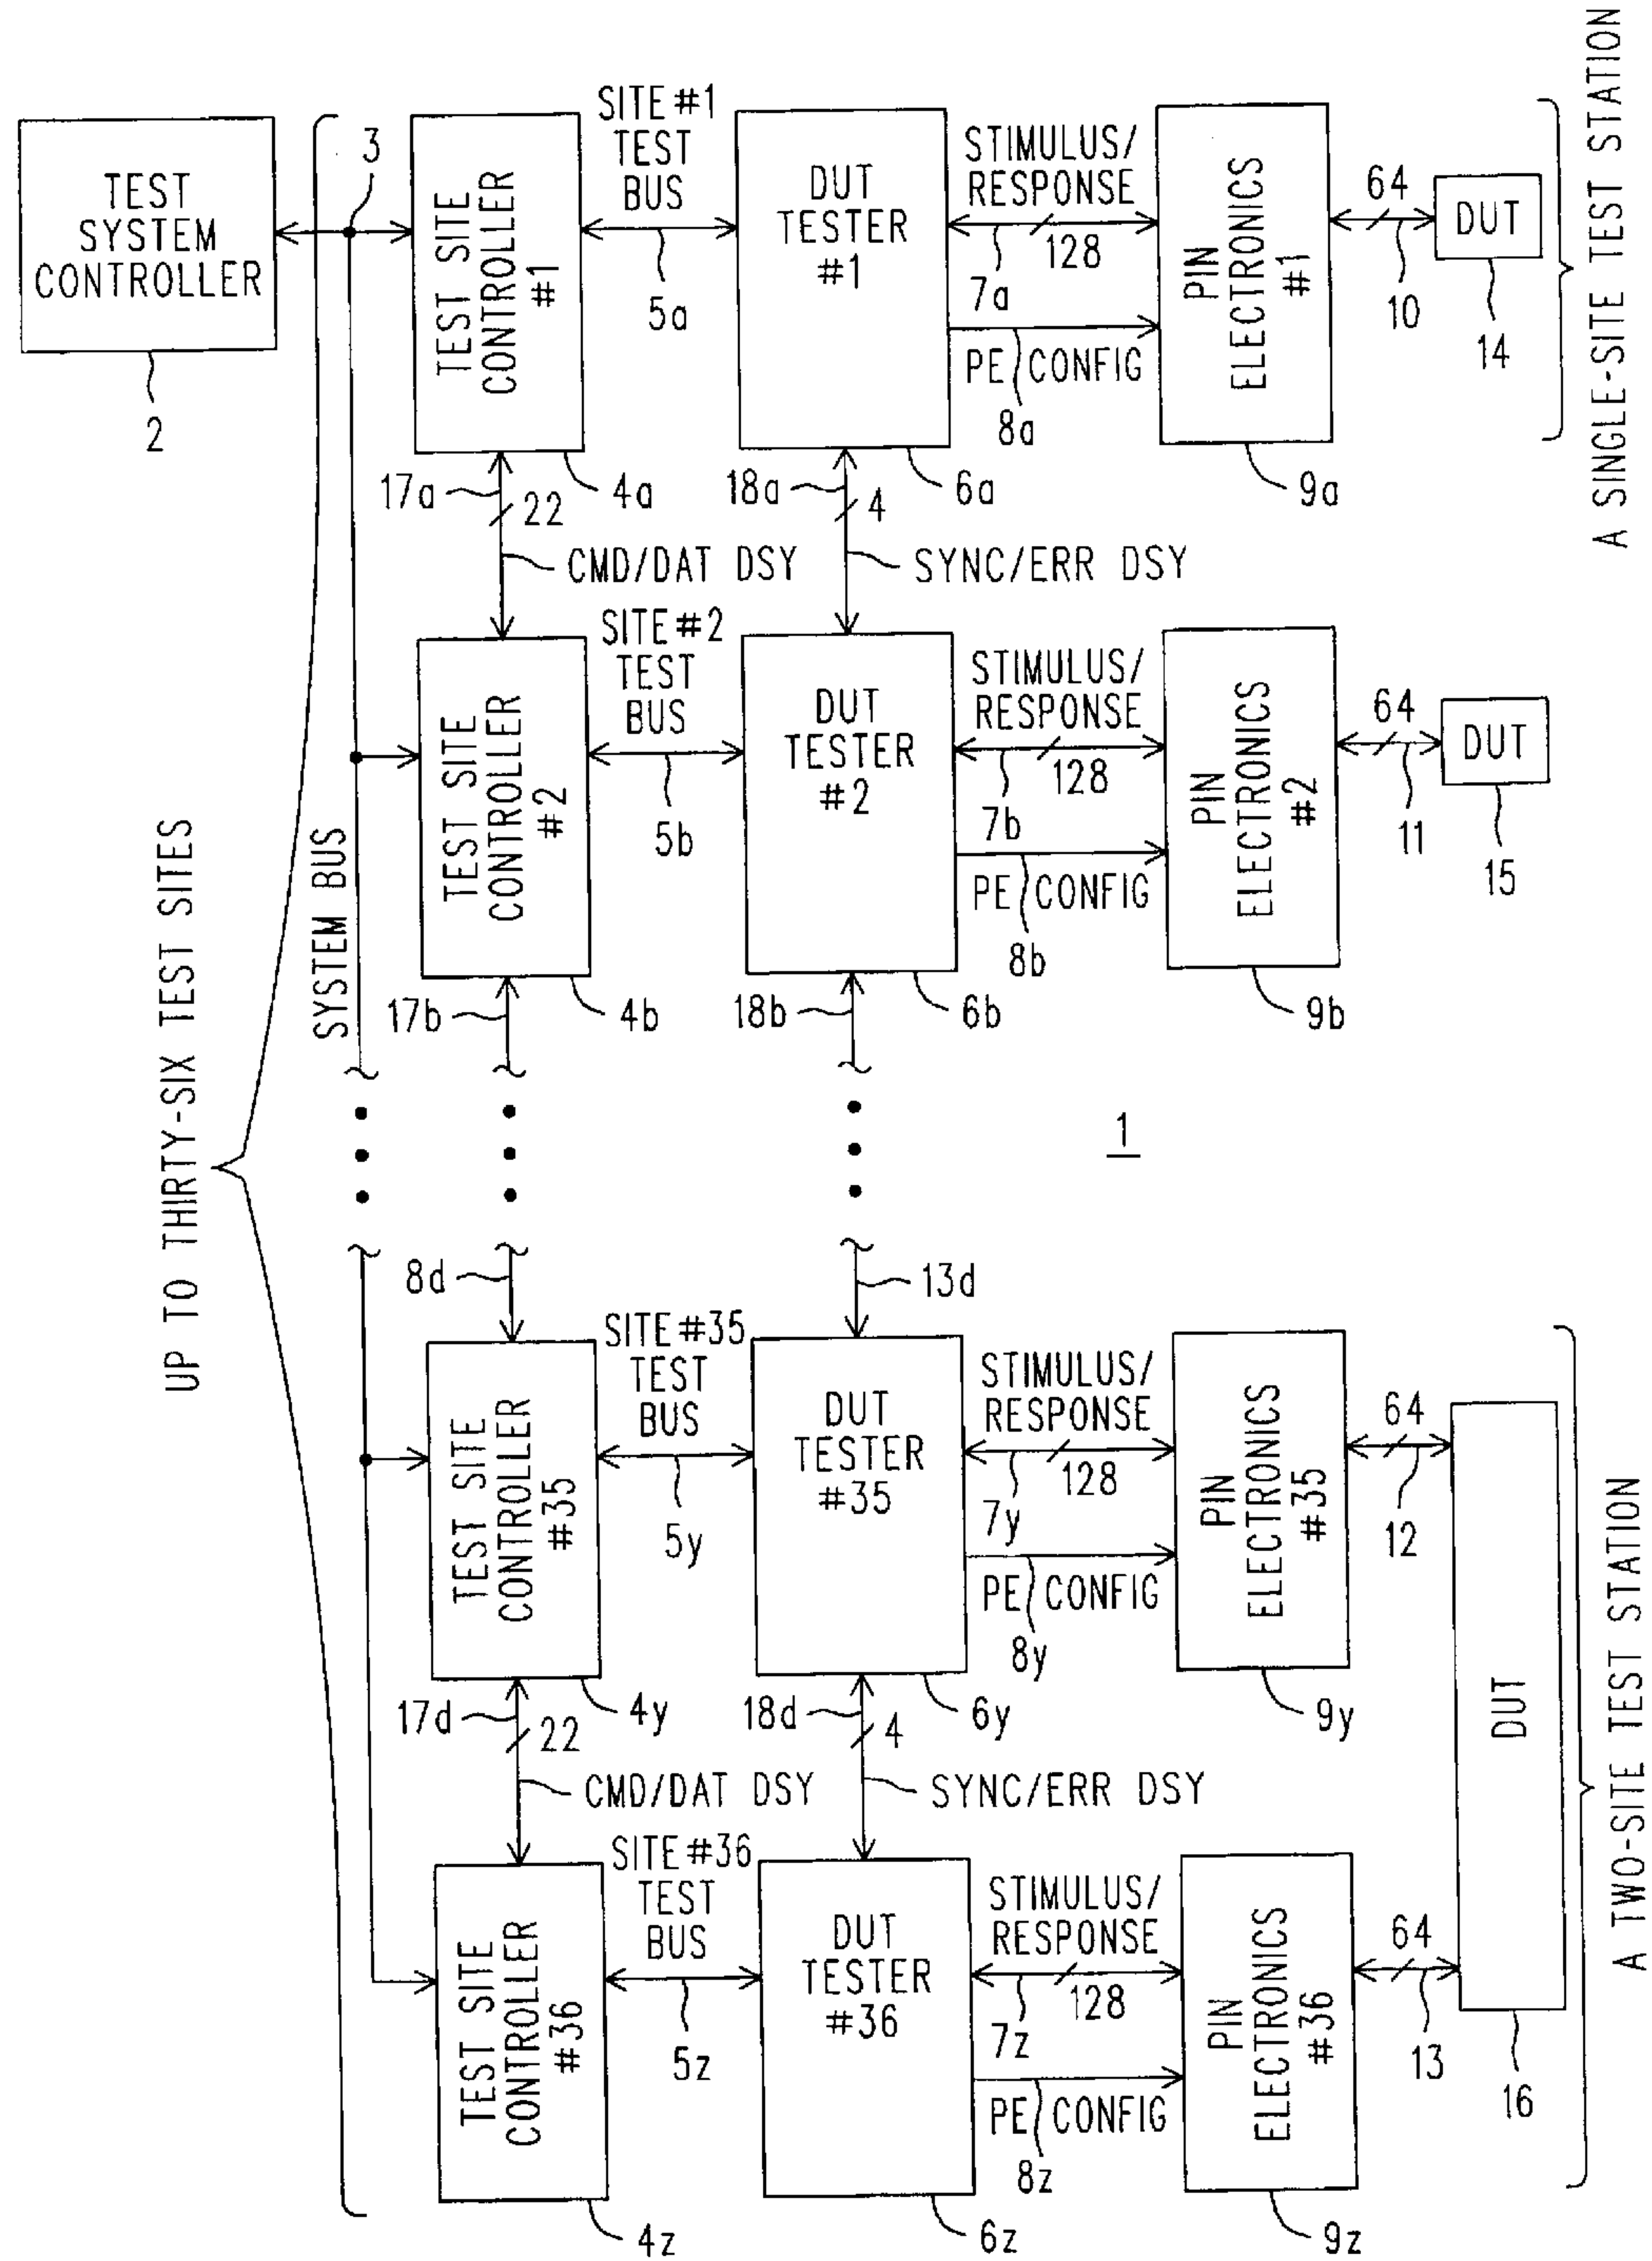 TEST
SYSTEM
CONTROLLER
2
3
UP TO THIRTY-SIX TEST SITES
SYSTEM BUS
TEST SITE
CONTROLLER
#1
SITE #1
TEST
BUS
5a
DUT
TESTER
#1
STIMULUS/
RESPONSE
7a
128
PE CONFIG
8a
PIN
ELECTRONICS
#1
64
10
DUT
14
A SINGLE-SITE TEST STATION
17a
22
4a
CMD/DAT DSY
18a
4
6a
SYNC/ERR DSY
9a
TEST SITE
CONTROLLER
#2
SITE #2
TEST
BUS
5b
DUT
TESTER
#2
STIMULUS/
RESPONSE
7b
128
PE CONFIG
8b
PIN
ELECTRONICS
#2
64
11
DUT
15
17b
4b
18b
6b
9b
1
8d
13d
TEST SITE
CONTROLLER
#35
SITE #35
TEST
BUS
5y
DUT
TESTER
#35
STIMULUS/
RESPONSE
7y
128
PE CONFIG
8y
PIN
ELECTRONICS
#35
64
12
DUT
16
A TWO-SITE TEST STATION
17d
22
4y
CMD/DAT DSY
18d
4
6y
SYNC/ERR DSY
9y
TEST SITE
CONTROLLER
#36
SITE #36
TEST
BUS
5z
DUT
TESTER
#36
STIMULUS/
RESPONSE
7z
128
PE CONFIG
8z
PIN
ELECTRONICS
#36
64
13
4z
6z
9z